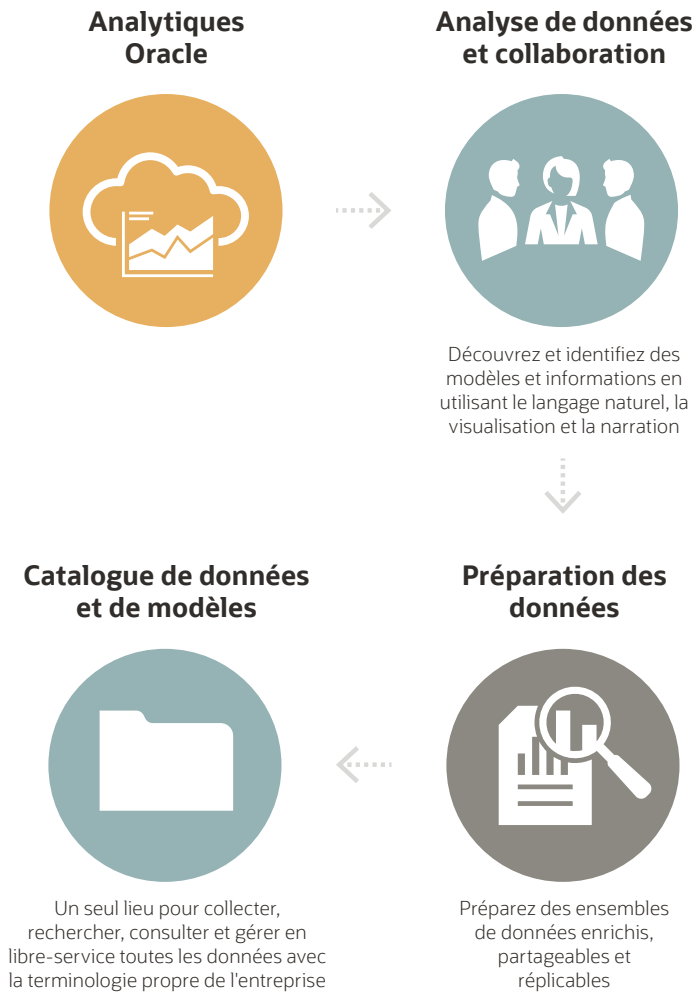 Analytiques
Oracle
Analyse de données
et collaboration
Découvrez et identifiez des
modèles et informations en
utilisant le langage naturel, la
visualisation et la narration
Catalogue de données
et de modèles
Un seul lieu pour collecter,
rechercher, consulter et gérer en
libre-service toutes les données avec
la terminologie propre de l'entreprise
Préparation des
données
Préparez des ensembles
de données enrichis,
partageables et
réplicables